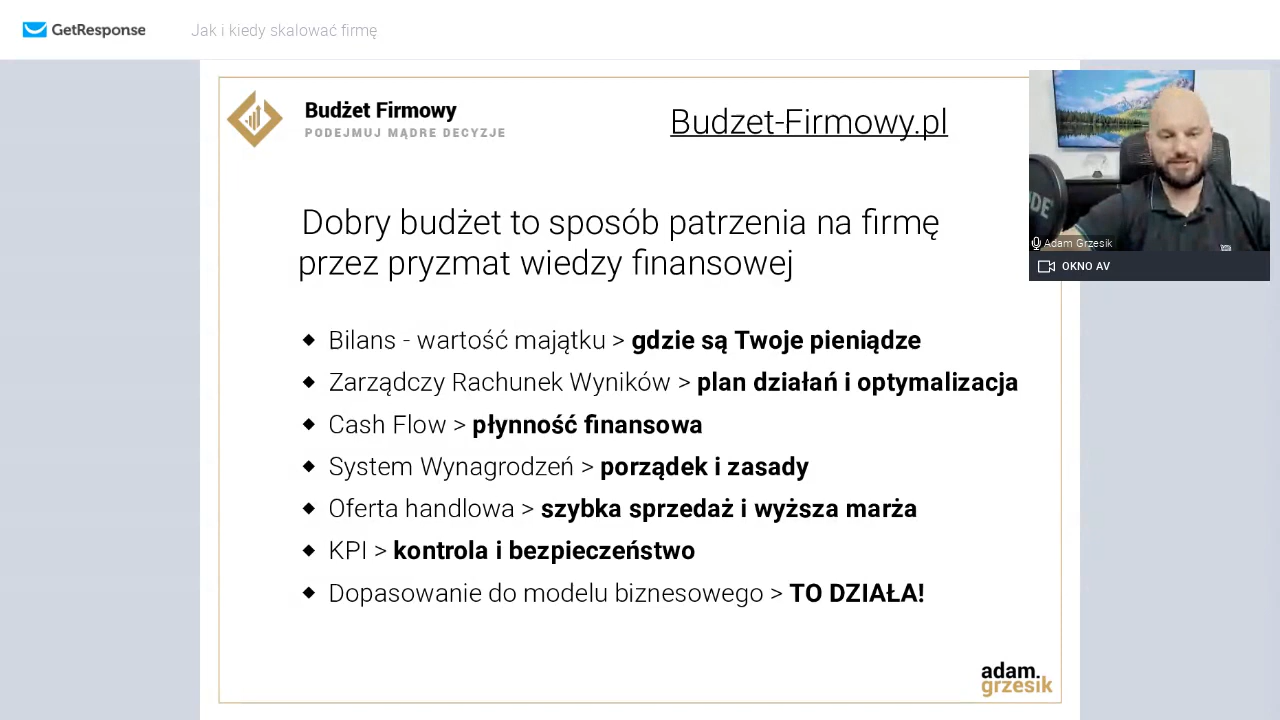 GetResponse
Jak i kiedy skalować firmę
Budżet Firmowy
PODEJMUJ MĄDRE DECYZJE
Budzet-Firmowy.pl
Adam Grzesik
OKNO AV
Dobry budżet to sposób patrzenia na firmę
przez pryzmat wiedzy finansowej
Bilans - wartość majątku > gdzie są Twoje pieniądze
Zarządczy Rachunek Wyników > plan działań i optymalizacja
Cash Flow > płynność finansowa
System Wynagrodzeń > porządek i zasady
Oferta handlowa > szybka sprzedaż i wyższa marża
KPI > kontrola i bezpieczeństwo
Dopasowanie do modelu biznesowego > TO DZIAŁA!
adam.
grzesik